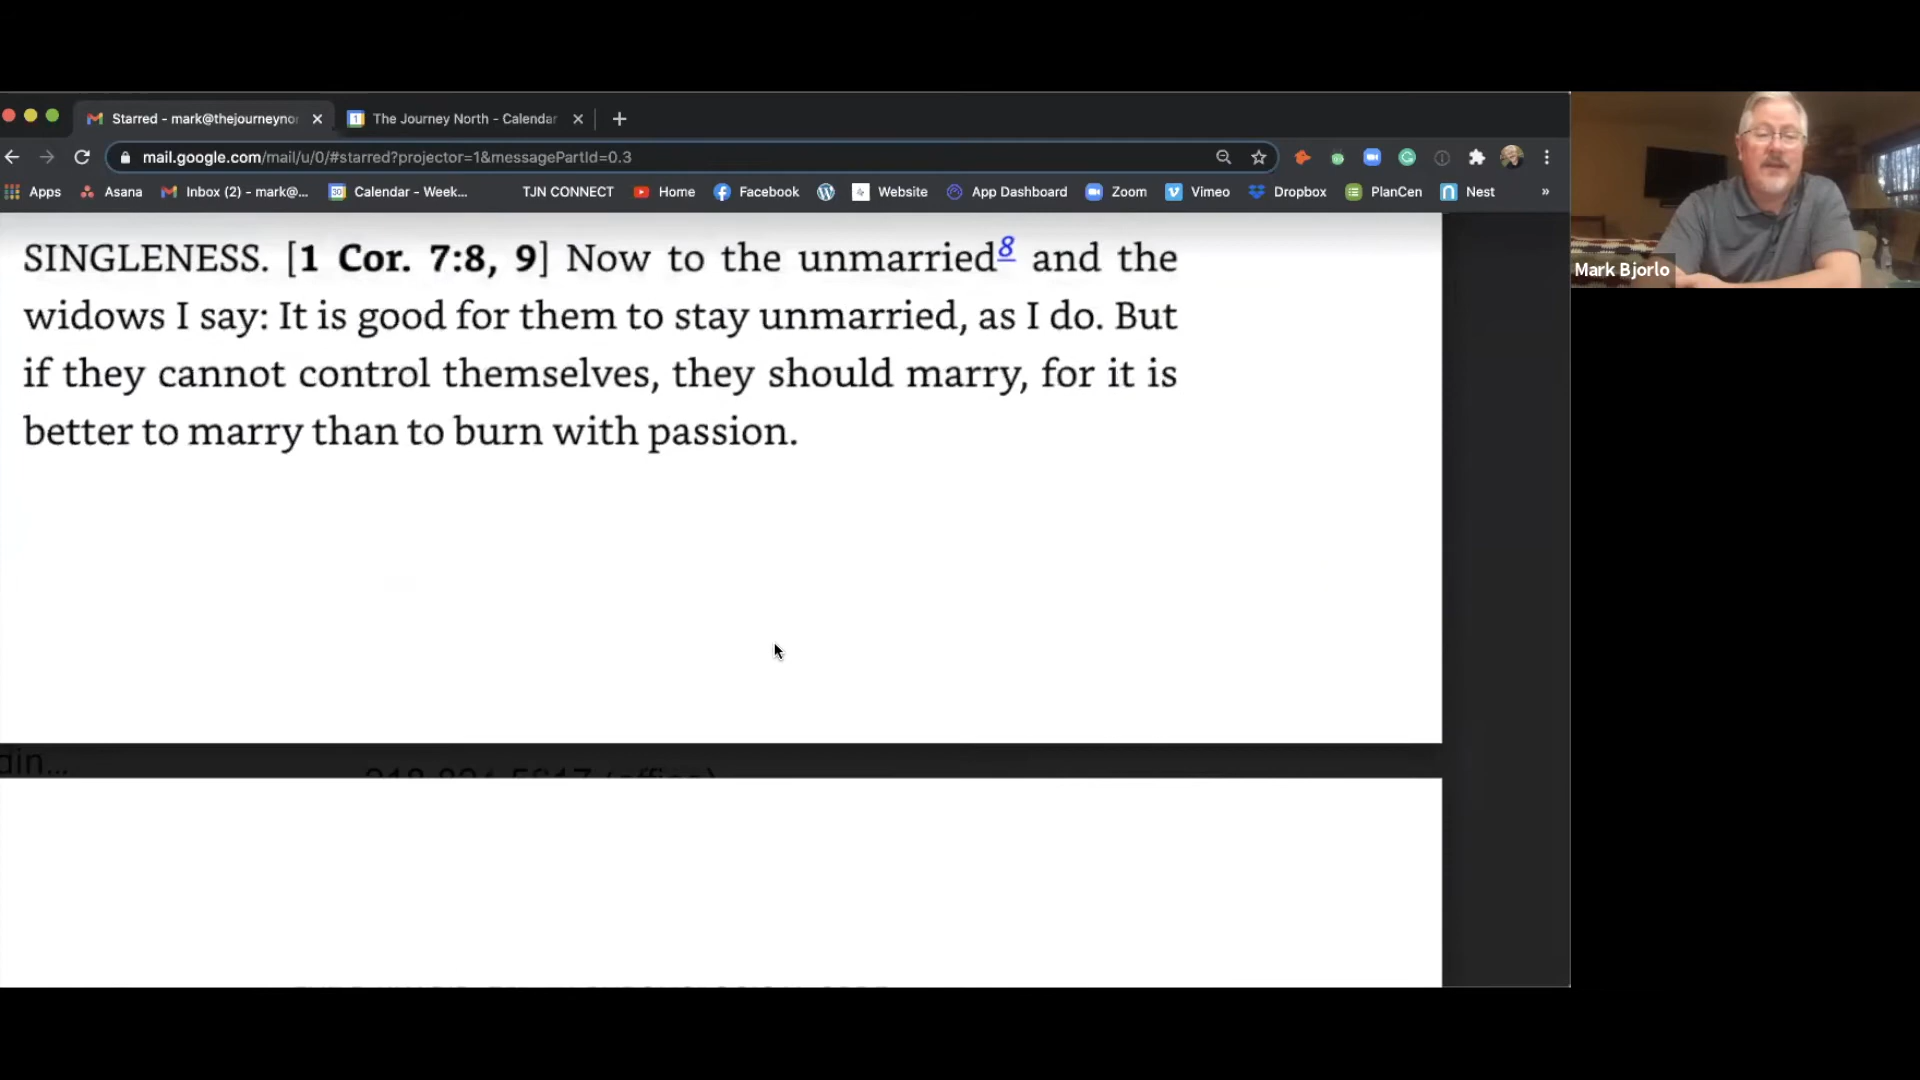 Starred - mark@thejourneynor
The Journey North - Calendar
mail.google.com/mail/u/0/#starred?projector=1&messagePartId=0.3
Apps Asana Inbox (2) - mark@... Calendar - Week... TJN CONNECT Home Facebook Website App Dashboard Zoom Vimeo Dropbox PlanCen Nest »
SINGLENESS. [1 Cor. 7:8, 9] Now to the unmarried8 and the
widows I say: It is good for them to stay unmarried, as I do. But
if they cannot control themselves, they should marry, for it is
better to marry than to burn with passion.
Mark Bjorlo